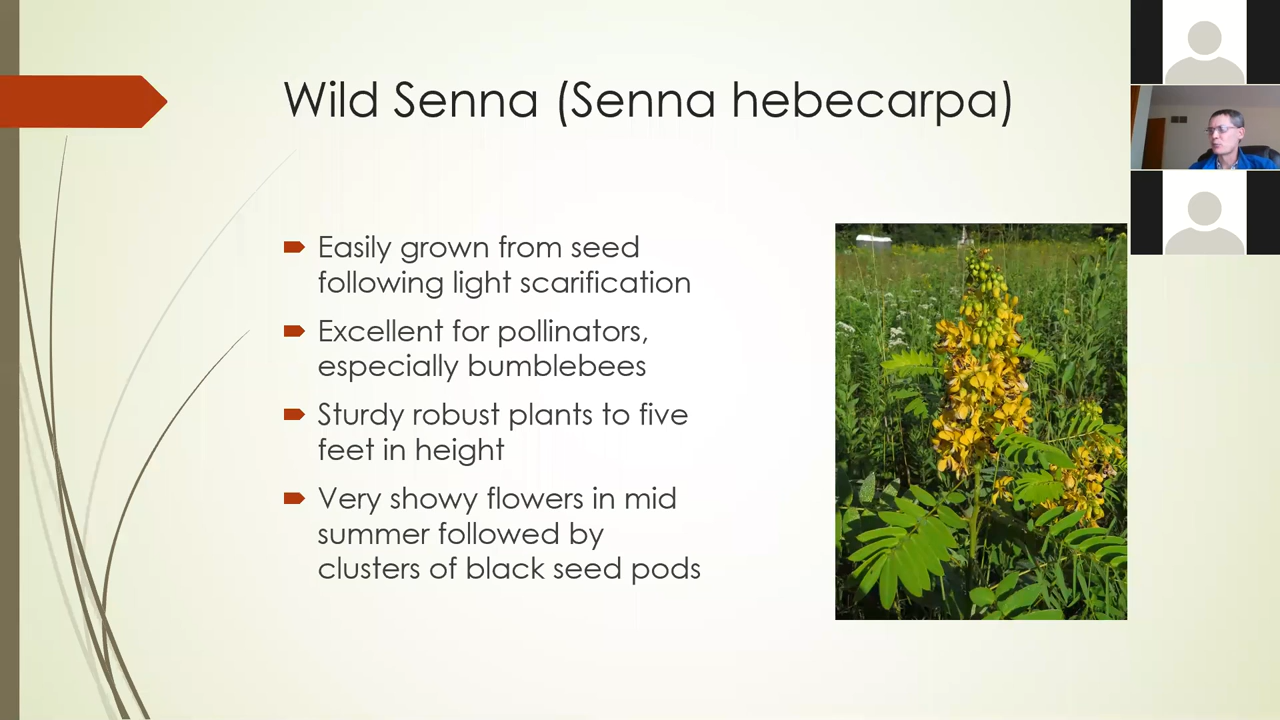 Wild Senna (Senna hebecarpa)
Easily grown from seed
following light scarification
Excellent for pollinators,
especially bumblebees
Sturdy robust plants to five
feet in height
Very showy flowers in mid
summer followed by
clusters of black seed pods